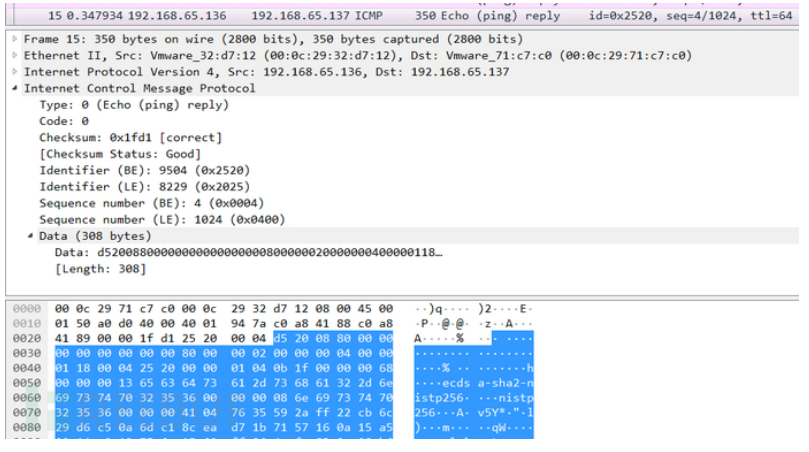 15 0.347934 192.168.65.136 192.168.65.137 ICMP 350 Echo (ping) reply id=0x2520, seq=4/1024, ttl=64
Frame 15: 350 bytes on wire (2800 bits), 350 bytes captured (2800 bits)
Ethernet II, Src: Vmware_32:d7:12 (00:0c:29:32:d7:12), Dst: Vmware_71:c7:c0 (00:0c:29:71:c7:c0)
Internet Protocol Version 4, Src: 192.168.65.136, Dst: 192.168.65.137
Internet Control Message Protocol
Type: 0 (Echo (ping) reply)
Code: 0
Checksum: 0x1fd1 [correct]
[Checksum Status: Good]
Identifier (BE): 9504 (0x2520)
Identifier (LE): 8229 (0x2025)
Sequence number (BE): 4 (0x0004)
Sequence number (LE): 1024 (0x0400)
Data (308 bytes)
Data: d52008800000000000000000800000020000000400000118…
[Length: 308]
0000 00 0c 29 71 c7 c0 00 0c 29 32 d7 12 08 00 45 00 ··)q···· )2····E·
0010 01 50 a0 d0 40 00 40 01 94 7a c0 a8 41 88 c0 a8 ·P··@·@· ·z··A···
0020 41 89 00 00 1f d1 25 20 00 04 d5 20 08 80 00 00 A·····% ··· ····
0030 00 00 00 00 00 80 00 00 02 00 00 00 04 00 00 ········ ········
0040 01 18 00 04 25 20 00 00 01 04 0b 1f 00 00 00 68 ····% ·· ·······h
0050 00 00 00 13 65 63 64 73 61 2d 73 68 61 32 2d 6e ····ecds a-sha2-n
0060 69 73 74 70 32 35 36 00 00 00 08 6e 69 73 74 70 istp256· ···nistp
0070 32 35 36 00 00 00 41 04 76 35 59 2a ff 22 cb 6c 256···A· v5Y*·"·l
0080 29 d6 c5 0a 6d c1 8c ea d7 1b 71 57 16 0a 15 a5 )···m··· ··qW····